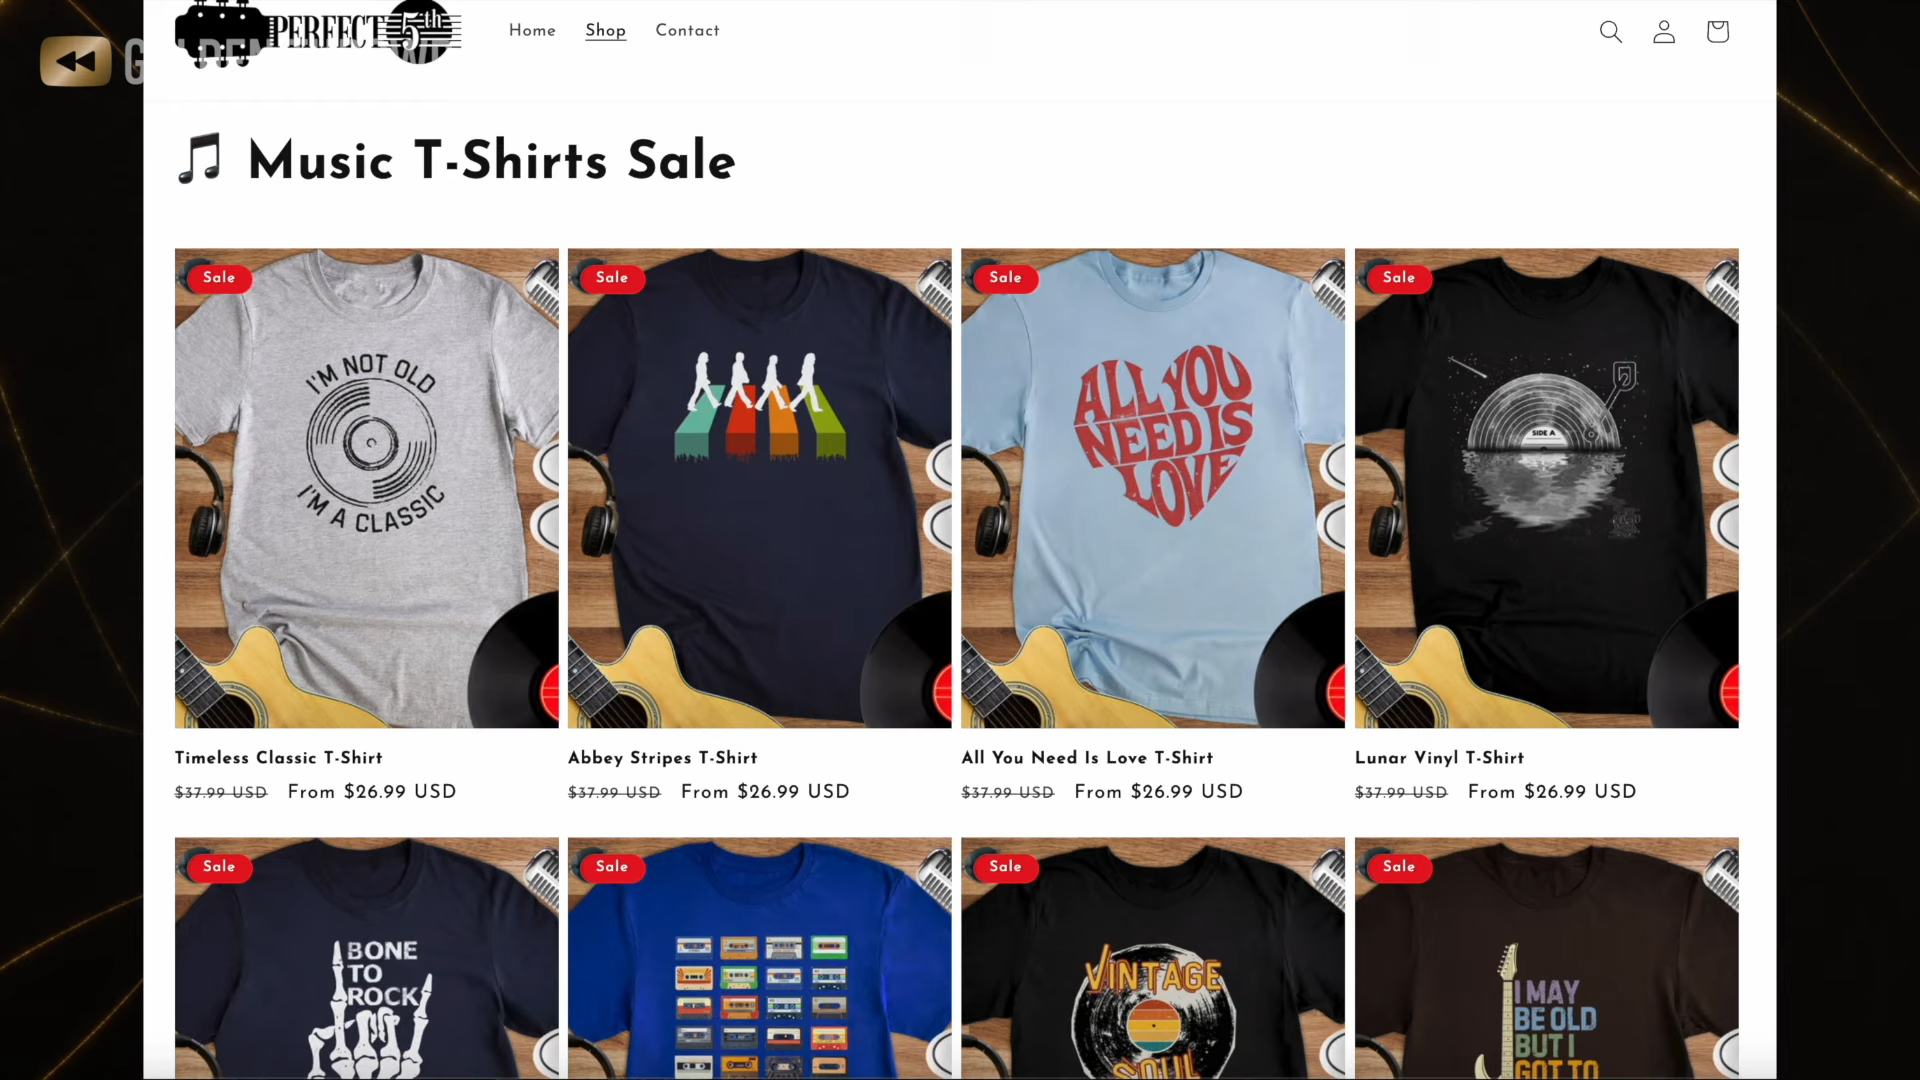 PERFECT 5th
Home
Shop
Contact
Music T-Shirts Sale
Sale
I'M NOT OLD
I'M A CLASSIC
Sale
Sale
ALL YOU
NEED IS
LOVE
Sale
SIDE A
Timeless Classic T-Shirt
$37.99 USD From $26.99 USD
Abbey Stripes T-Shirt
$37.99 USD From $26.99 USD
All You Need Is Love T-Shirt
$37.99 USD From $26.99 USD
Lunar Vinyl T-Shirt
$37.99 USD From $26.99 USD
Sale
BONE
TO
ROCK
Sale
Sale
VINTAGE
SOUL
Sale
I MAY
BE OLD
BUT I
GOT TO